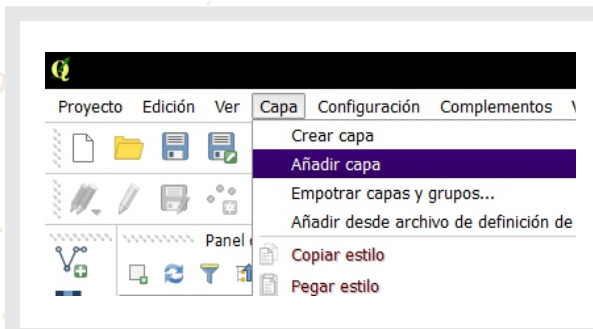 Proyecto Edición Ver Capa Configuración Complementos
Crear capa
Añadir capa
Empotrar capas y grupos...
Añadir desde archivo de definición de
Panel
Copiar estilo
Pegar estilo